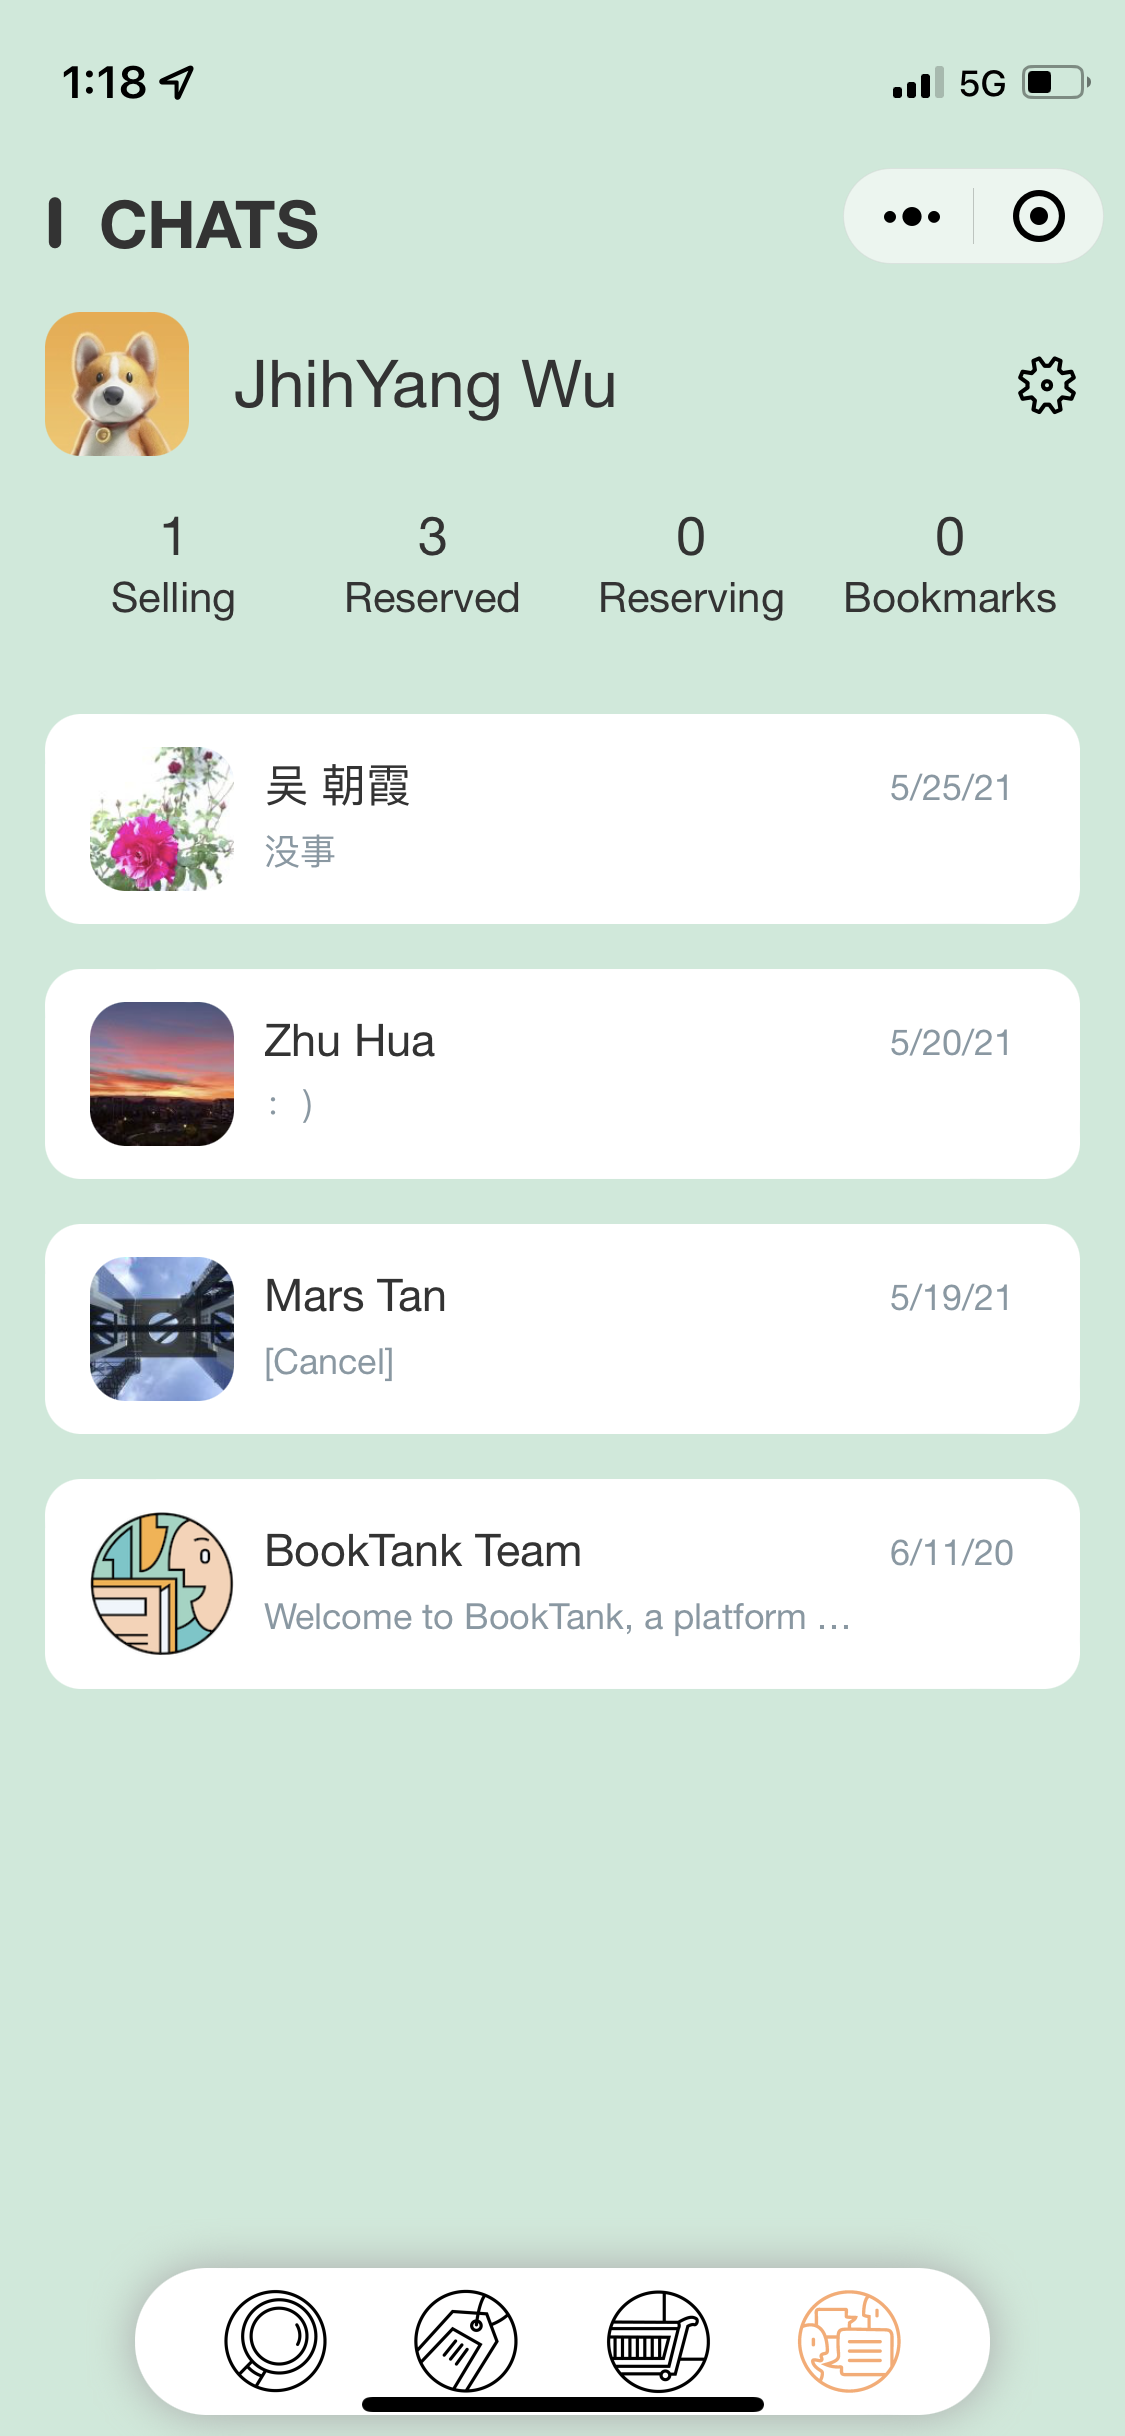 1:18
5G
CHATS
JhihYang Wu
1 3 0 0
Selling Reserved Reserving Bookmarks
吴 朝霞 5/25/21
没事
Zhu Hua 5/20/21
：）
Mars Tan 5/19/21
[Cancel]
BookTank Team 6/11/20
Welcome to BookTank, a platform ...